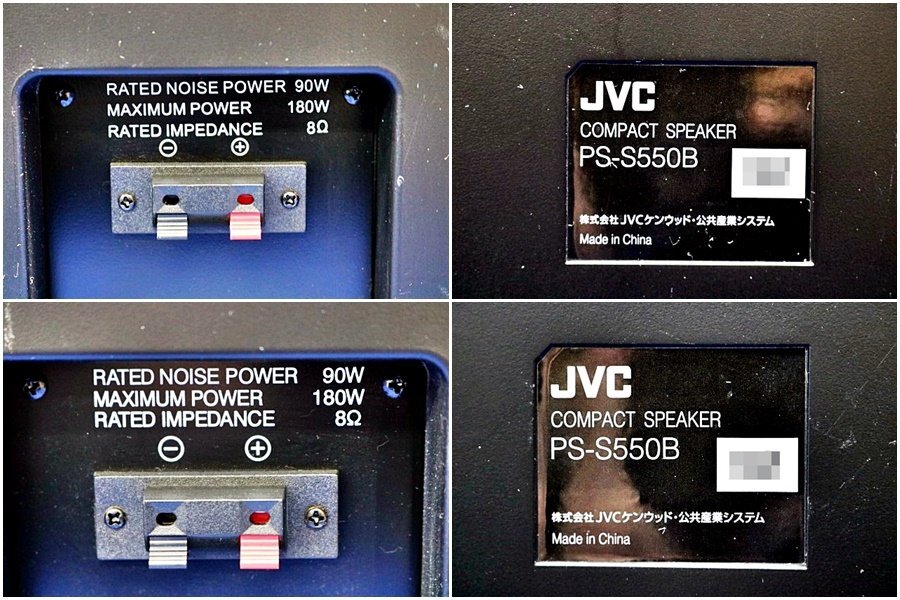 RATED NOISE POWER 90W
MAXIMUM POWER 180W
RATED IMPEDANCE 8Ω
⊖ ⊕
JVC
COMPACT SPEAKER
PS-S550B
株式会社JVCケンウッド・公共産業システム
Made in China
RATED NOISE POWER 90W
MAXIMUM POWER 180W
RATED IMPEDANCE 8Ω
⊖ ⊕
JVC
COMPACT SPEAKER
PS-S550B
株式会社JVCケンウッド・公共産業システム
Made in China